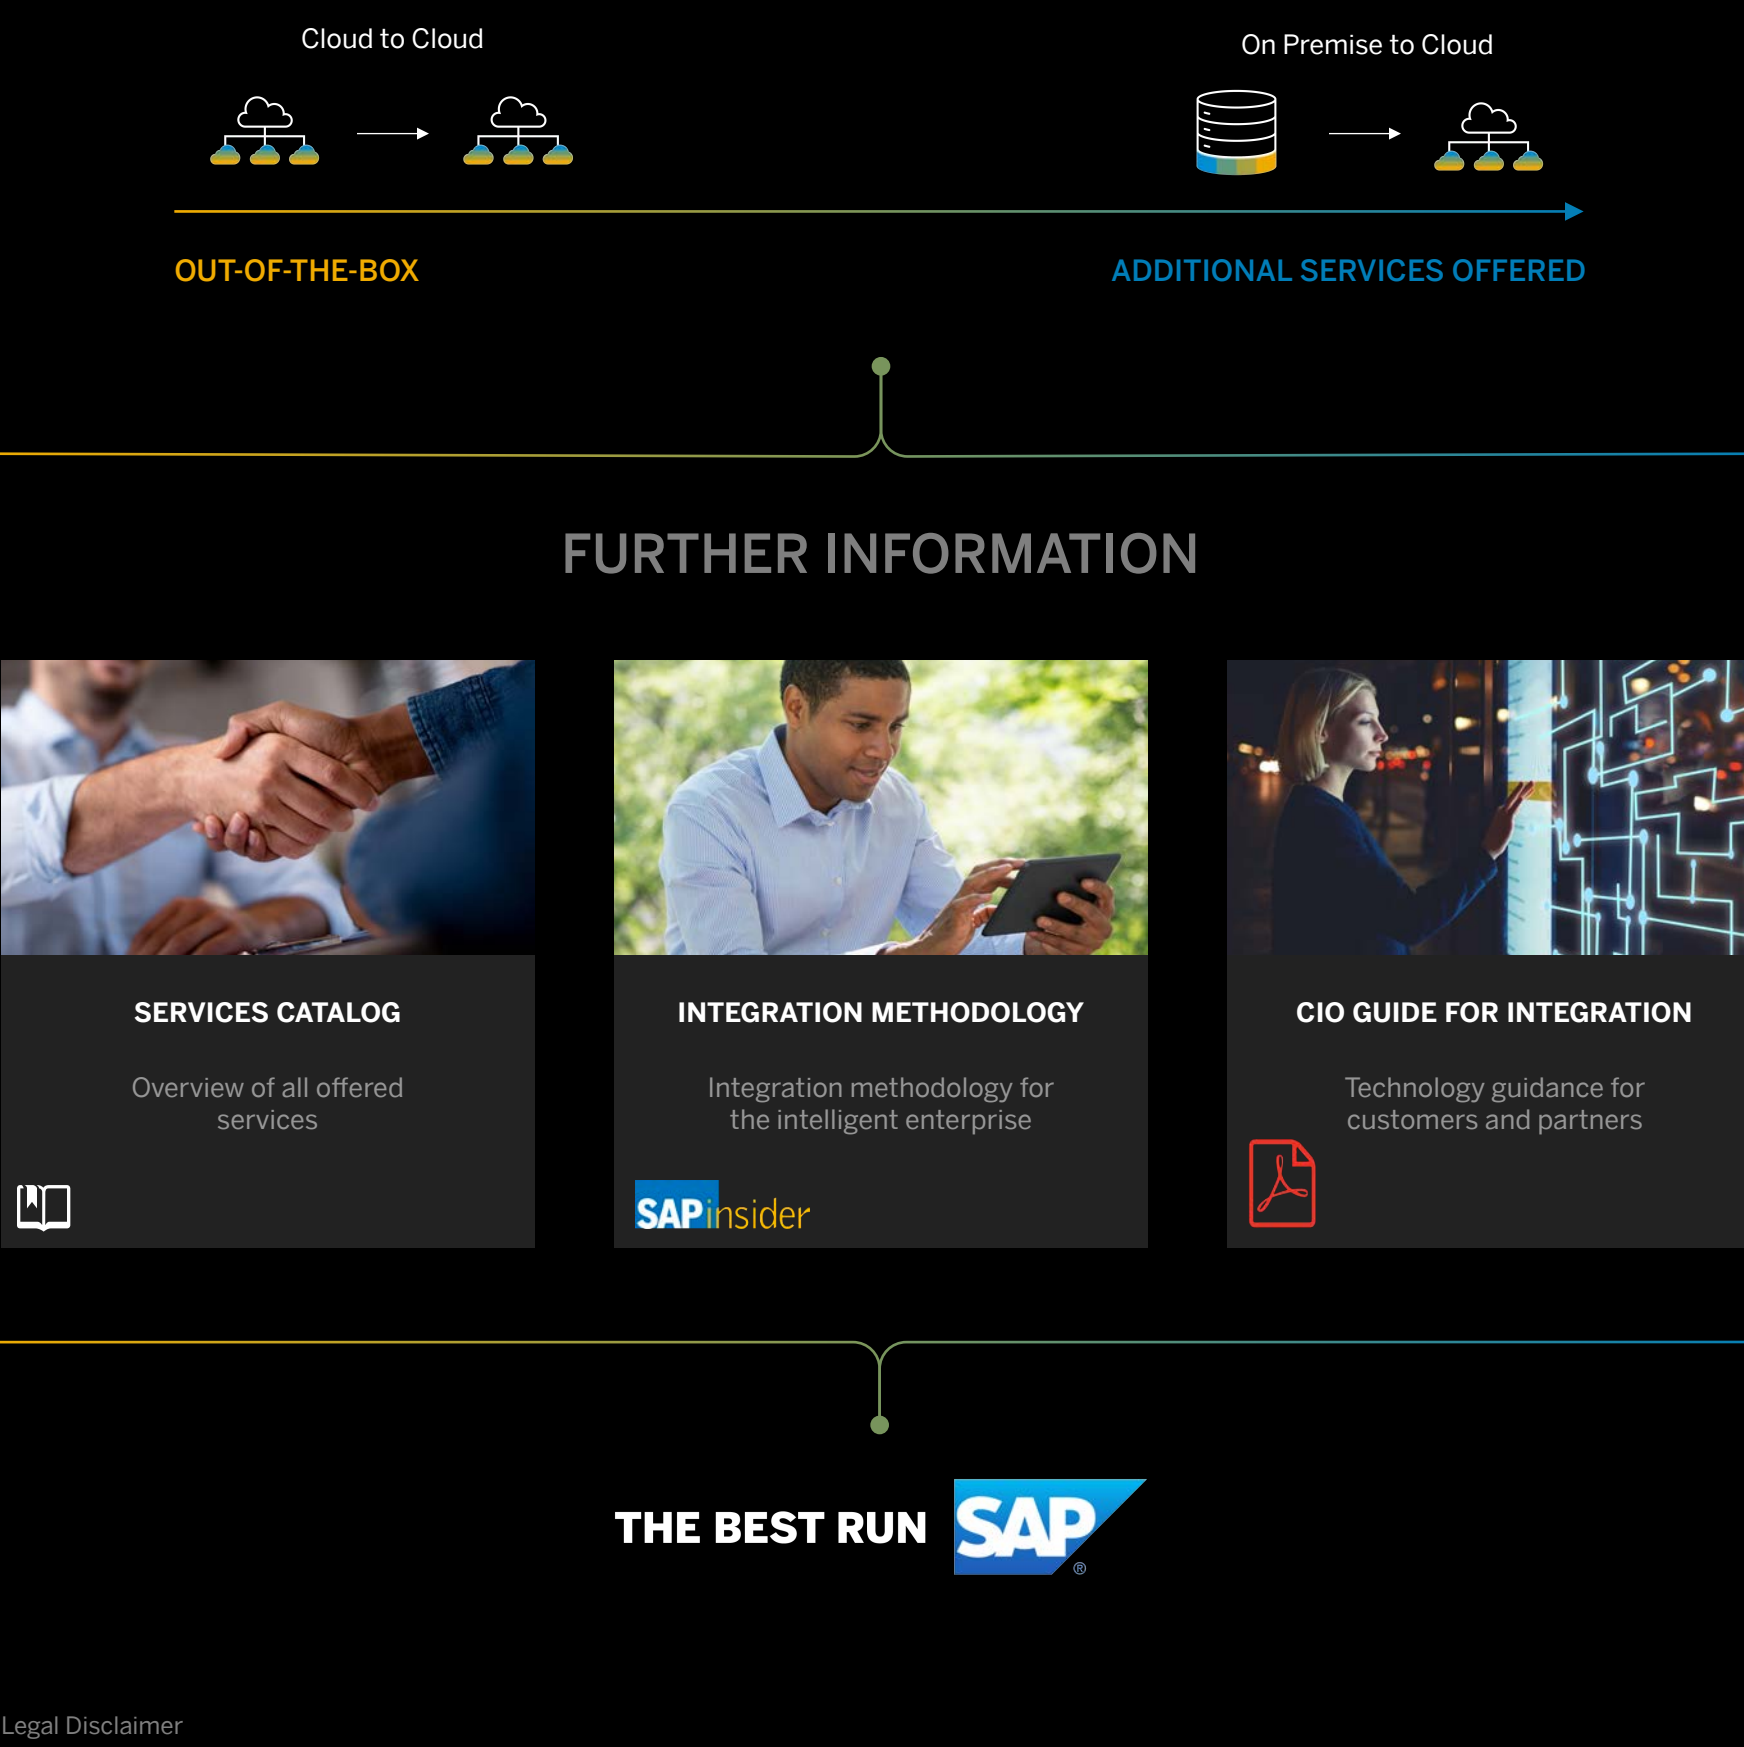 Cloud to Cloud
On Premise to Cloud
OUT-OF-THE-BOX
ADDITIONAL SERVICES OFFERED
FURTHER INFORMATION
SERVICES CATALOG
Overview of all offered
services
INTEGRATION METHODOLOGY
Integration methodology for
the intelligent enterprise
SAPinsider
CIO GUIDE FOR INTEGRATION
Technology guidance for
customers and partners
THE BEST RUN SAP®
Legal Disclaimer